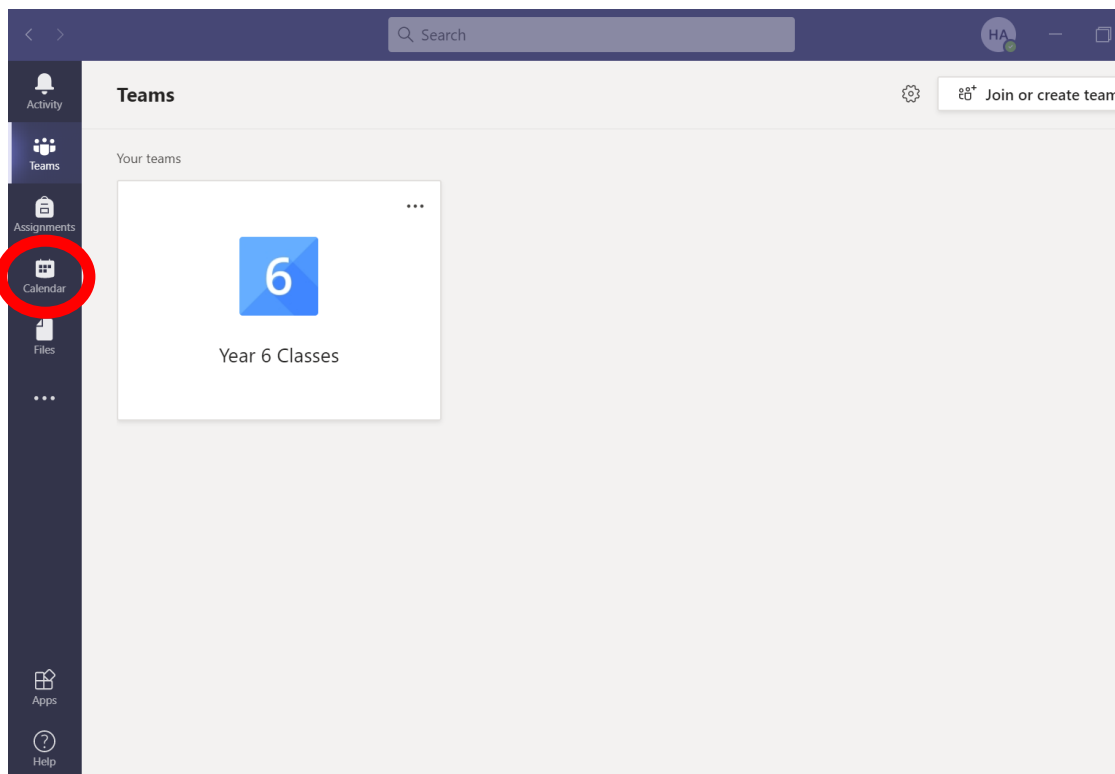 Search
HA
Activity
Teams
Join or create team
Teams
Your teams
Assignments
6
Calendar
Year 6 Classes
Files
Apps
Help